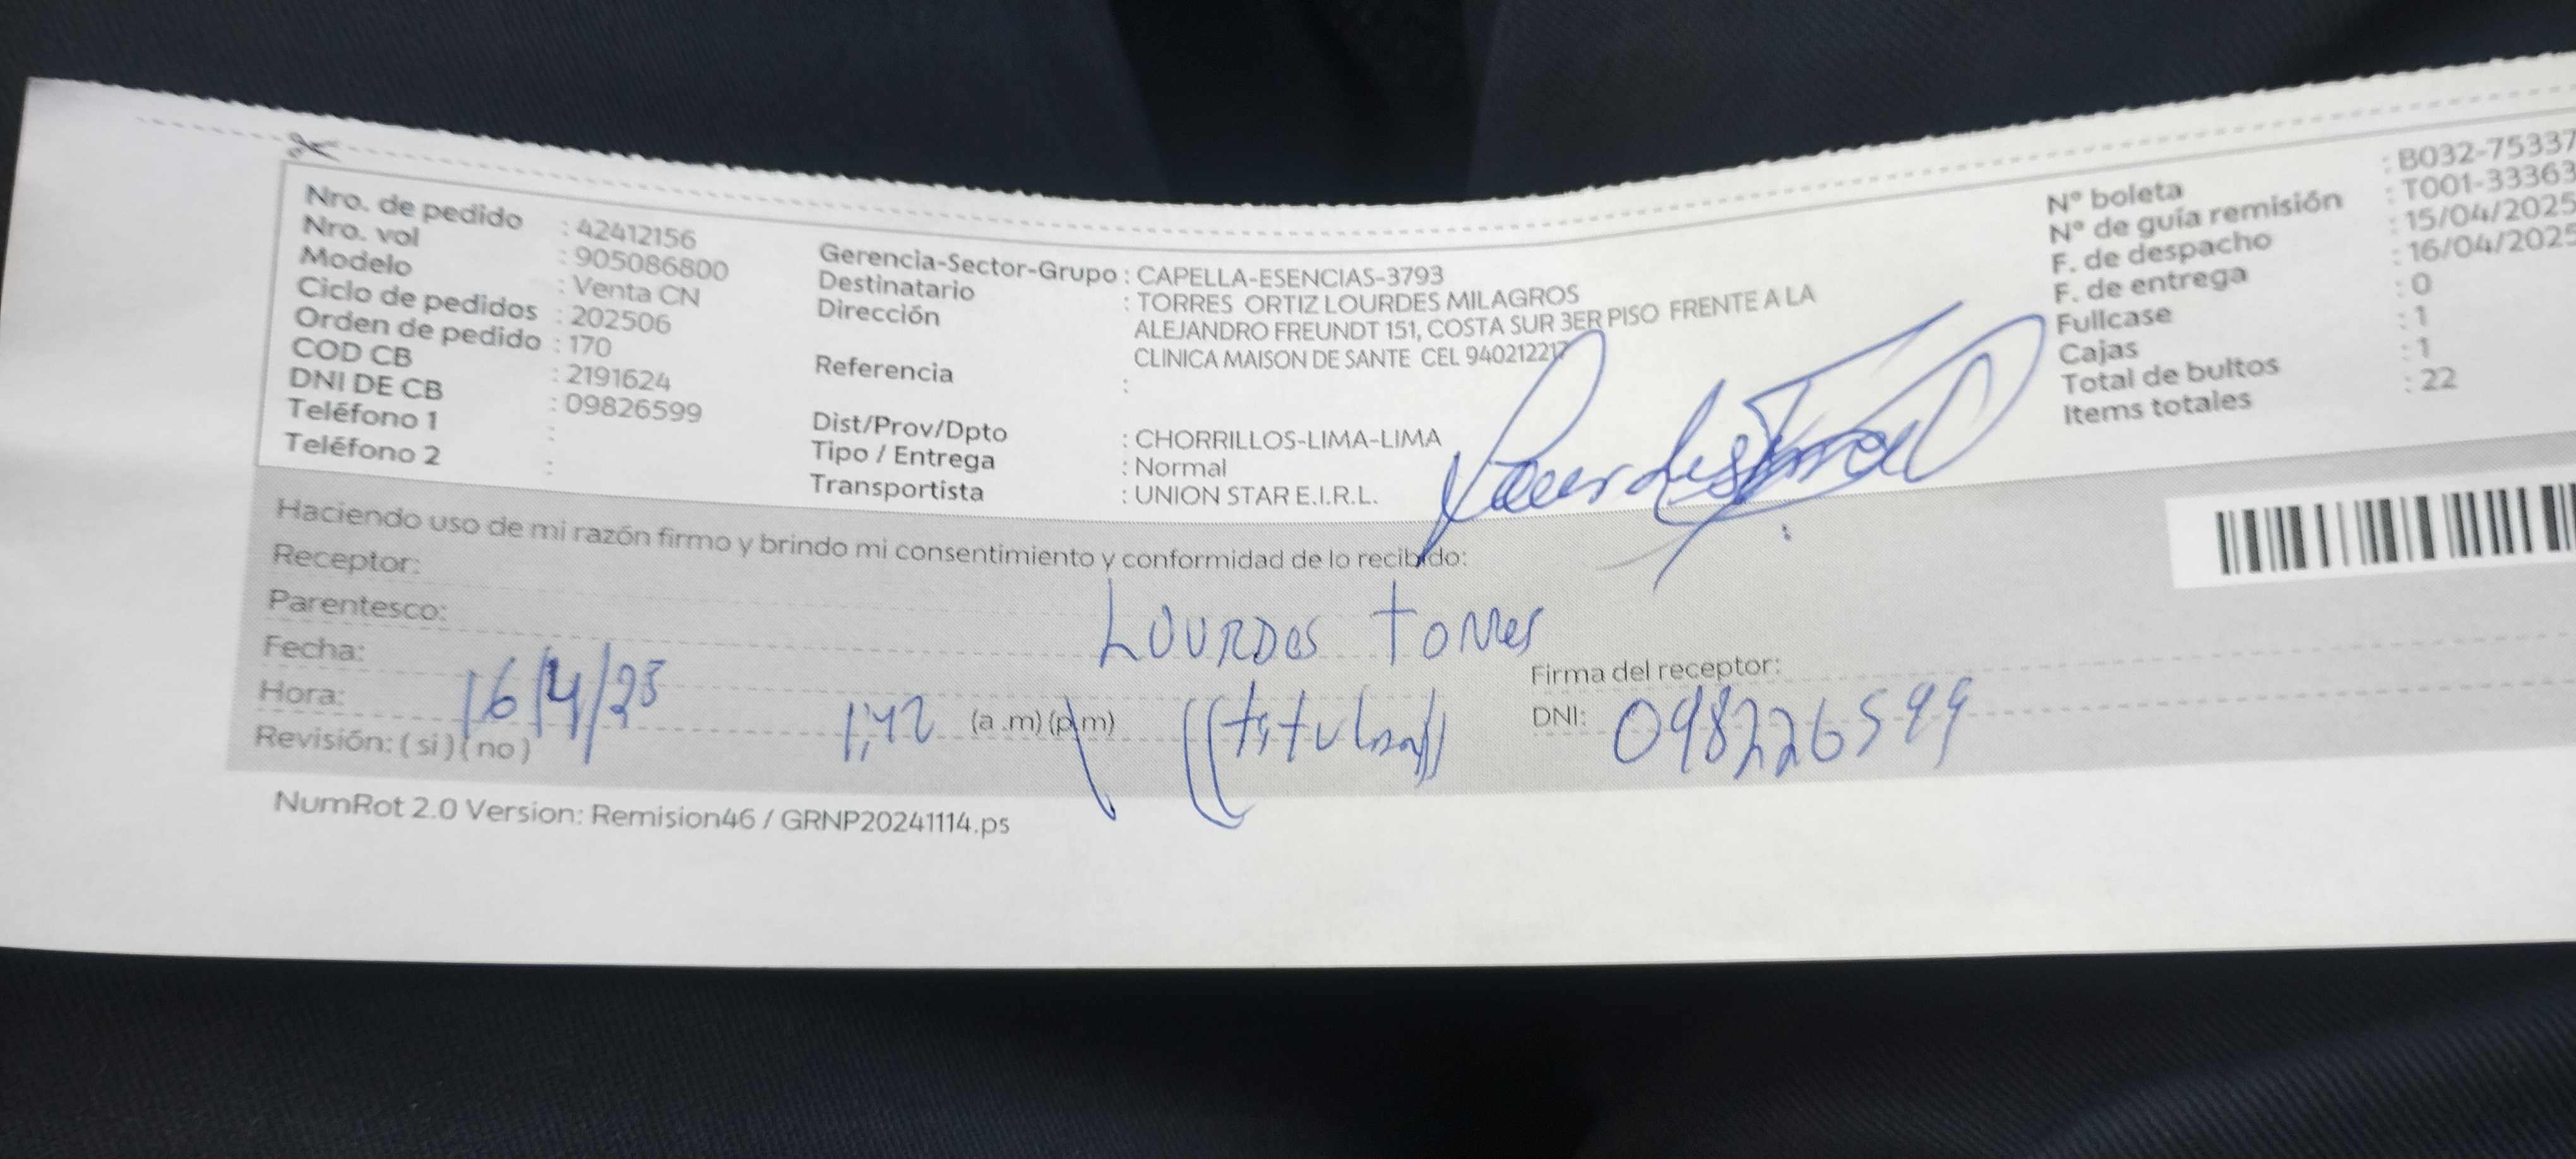 Nro. de pedido : 42412156
Nro. vol : 905086800
Modelo : Venta CN
Ciclo de pedidos : 202506
Orden de pedido : 170
COD CB : 2191624
DNI DE CB : 09826599
Teléfono 1 :
Teléfono 2 :
Gerencia-Sector-Grupo : CAPELLA-ESENCIAS-3793
Destinatario : TORRES ORTIZ LOURDES MILAGROS
Dirección ALEJANDRO FREUNDT 151, COSTA SUR 3ER PISO FRENTE A LA
CLINICA MAISON DE SANTE CEL 940212217
Referencia :
Dist/Prov/Dpto : CHORRILLOS-LIMA-LIMA
Tipo / Entrega : Normal
Transportista : UNION STAR E.I.R.L.
N° boleta : B032-75337
N° de guía remisión : T001-33363
F. de despacho : 15/04/2025
F. de entrega : 16/04/2025
Fullcase : 0
Cajas : 1
Total de bultos : 1
Items totales : 22
Haciendo uso de mi razón firmo y brindo mi consentimiento y conformidad de lo recibido:
Receptor:
Parentesco: Lourdes Torres
Fecha: 16/4/25
Firma del receptor:
Hora: 1:42 (a.m) (p.m) ((titular))
DNI: 098226599
Revisión: ( si ) ( no )
NumRot 2.0 Version: Remision46 / GRNP20241114.ps